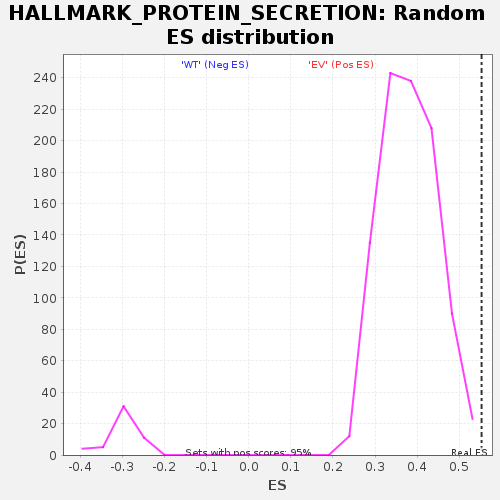 HALLMARK_PROTEIN_SECRETION: Random
ES distribution
'WT' (Neg ES)
'EV' (Pos ES)
240
220
200
180
160
140
120
100
80
60
40
20
0
P(ES)
Sets with pos scores: 95%
Real ES
-0.4
-0.3
-0.2
-0.1
0.0
0.1
0.2
0.3
0.4
0.5
ES